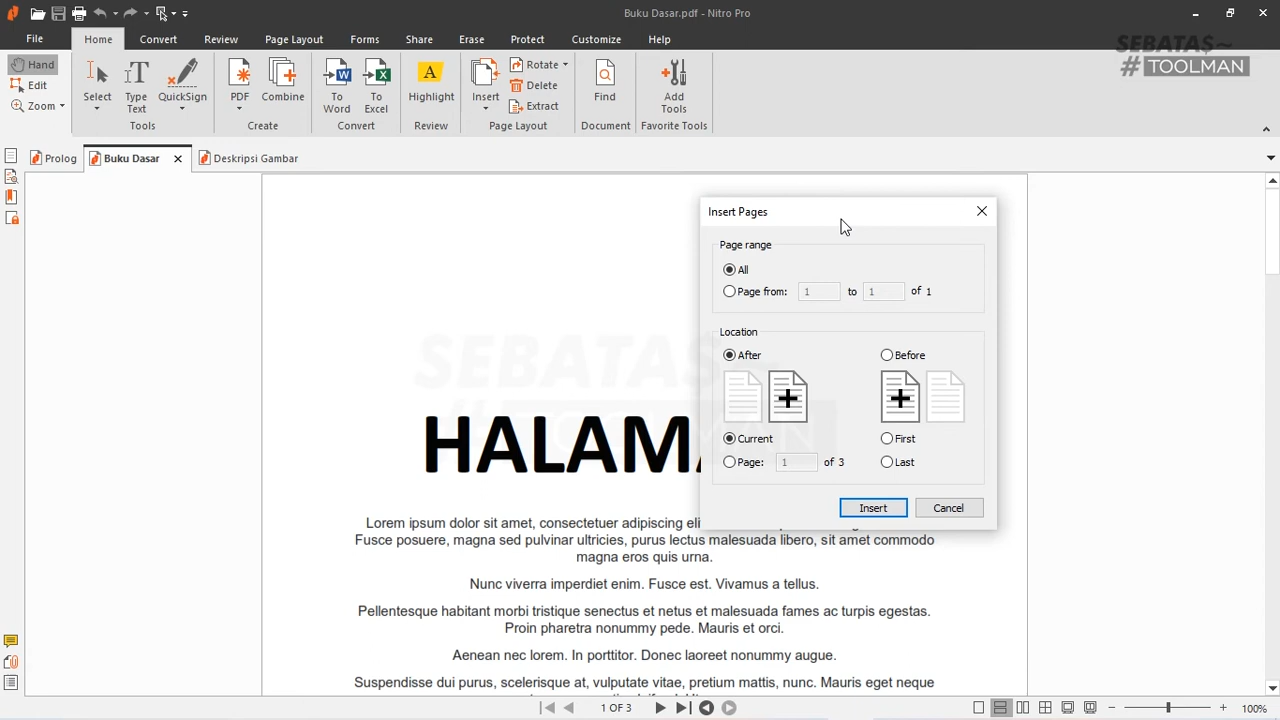 Buku Dasar.pdf - Nitro Pro
File Home Convert Review Page Layout Forms Share Erase Protect Customize Help
SEBATAS~
# TOOLMAN
Hand
Edit
Zoom
Select
Type Text
QuickSign
Tools
PDF
Combine
Create
To Word
To Excel
Convert
Highlight
Review
Insert
Rotate
Delete
Extract
Page Layout
Find
Document
Add Tools
Favorite Tools
Prolog
Buku Dasar
Deskripsi Gambar
Insert Pages
Page range
All
Page from: 1 to 1 of 1
Location
After Before
Current First
Page: 1 of 3 Last
Insert Cancel
SEBATAS~
HALAMA
Lorem ipsum dolor sit amet, consectetuer adipiscing eli
Fusce posuere, magna sed pulvinar ultricies, purus lectus malesuada libero, sit amet commodo
magna eros quis urna.
Nunc viverra imperdiet enim. Fusce est. Vivamus a tellus.
Pellentesque habitant morbi tristique senectus et netus et malesuada fames ac turpis egestas.
Proin pharetra nonummy pede. Mauris et orci.
Aenean nec lorem. In porttitor. Donec laoreet nonummy augue.
Suspendisse dui purus, scelerisque at, vulputate vitae, pretium mattis, nunc. Mauris eget neque
1 OF 3
100%